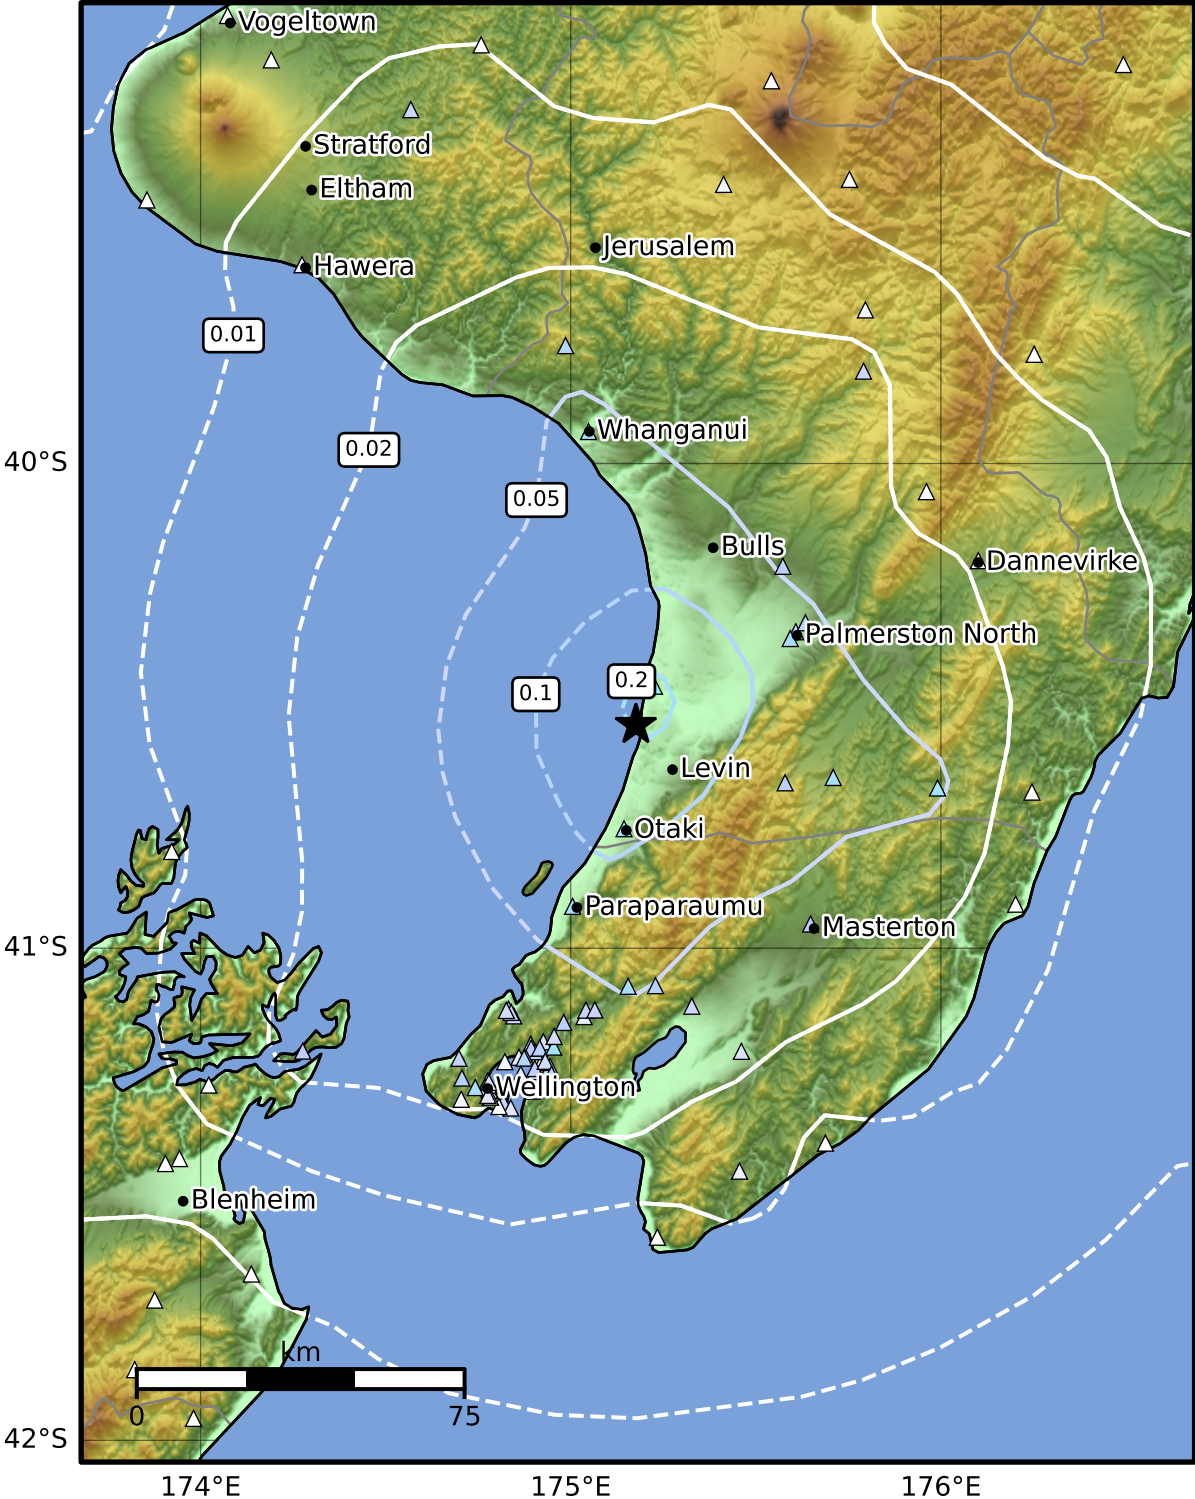 Vogeltown
Stratford
Eltham
Jerusalem
Hawera
0.01
Whanganui
0.02
40°S
0.05
Bulls
Dannevirke
Palmerston North
0.2
0.1
Levin
Otaki
Paraparaumu
Masterton
41°S
Wellington
Blenheim
km
0
75
42°S
174°E
175°E
176°E